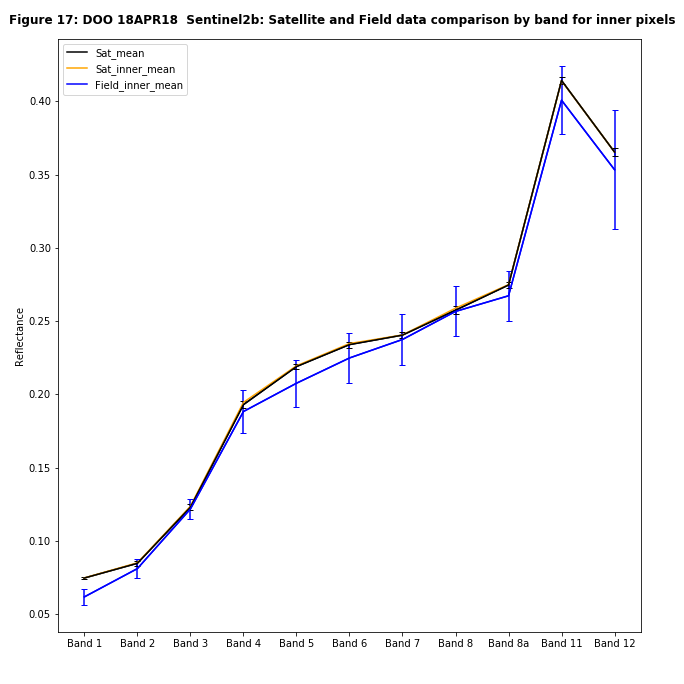 Figure 17: DOO 18APR18  Sentinel2b: Satellite and Field data comparison by band for inner pixels
Sat_mean
Sat_inner_mean
Field_inner_mean
0.40
0.35
0.30
0.25
0.20
0.15
0.10
0.05
Reflectance
Band 1 Band 2 Band 3 Band 4 Band 5 Band 6 Band 7 Band 8 Band 8a Band 11 Band 12